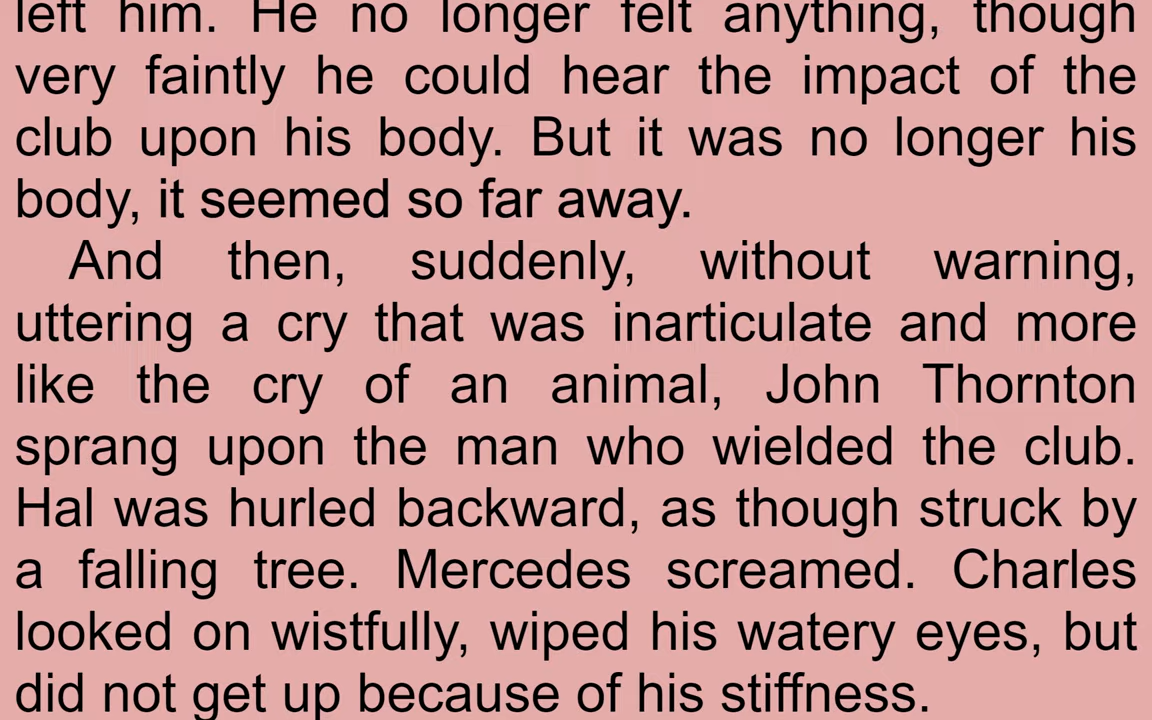 left him. He no longer felt anything, though
very faintly he could hear the impact of the
club upon his body. But it was no longer his
body, it seemed so far away.
And then, suddenly, without warning,
uttering a cry that was inarticulate and more
like the cry of an animal, John Thornton
sprang upon the man who wielded the club.
Hal was hurled backward, as though struck by
a falling tree. Mercedes screamed. Charles
looked on wistfully, wiped his watery eyes, but
did not get up because of his stiffness.